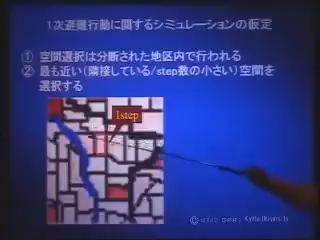 1次避難行動に関するシミュレーションの仮定
① 空間選択は分断された地区内で行われる
② 最も近い(隣接している/step数の小さい)空間を
選択する
1step
Kyoto University